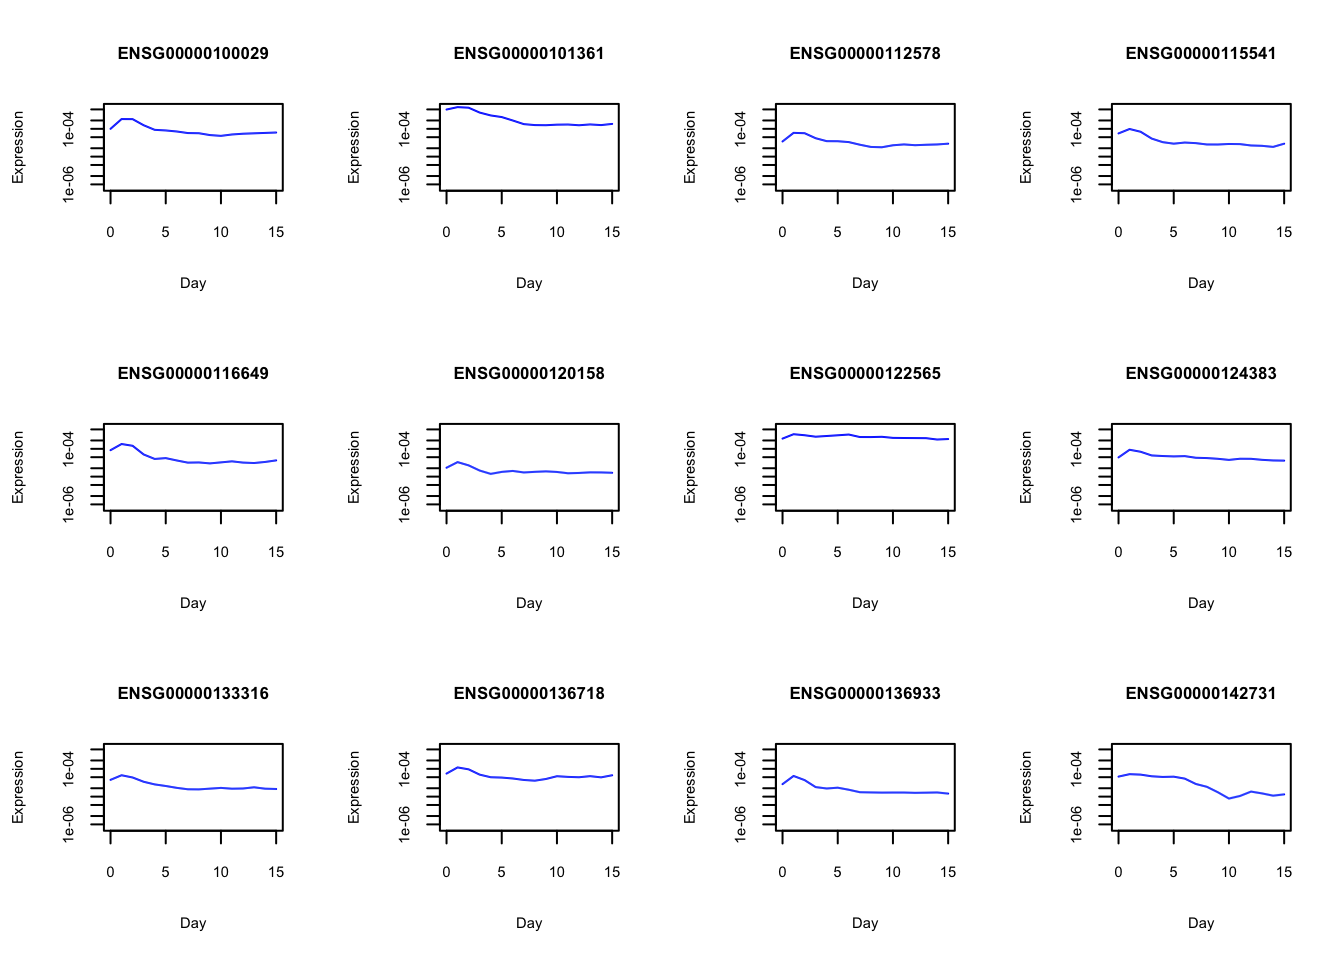 ENSG00000100029 ENSG00000101361 ENSG00000112578 ENSG00000115541
Expression Expression Expression Expression
1e-04 1e-04 1e-04 1e-04
1e-06 1e-06 1e-06 1e-06
0 5 10 15 0 5 10 15 0 5 10 15 0 5 10 15
Day Day Day Day
ENSG00000116649 ENSG00000120158 ENSG00000122565 ENSG00000124383
Expression Expression Expression Expression
1e-04 1e-04 1e-04 1e-04
1e-06 1e-06 1e-06 1e-06
0 5 10 15 0 5 10 15 0 5 10 15 0 5 10 15
Day Day Day Day
ENSG00000133316 ENSG00000136718 ENSG00000136933 ENSG00000142731
Expression Expression Expression Expression
1e-04 1e-04 1e-04 1e-04
1e-06 1e-06 1e-06 1e-06
0 5 10 15 0 5 10 15 0 5 10 15 0 5 10 15
Day Day Day Day